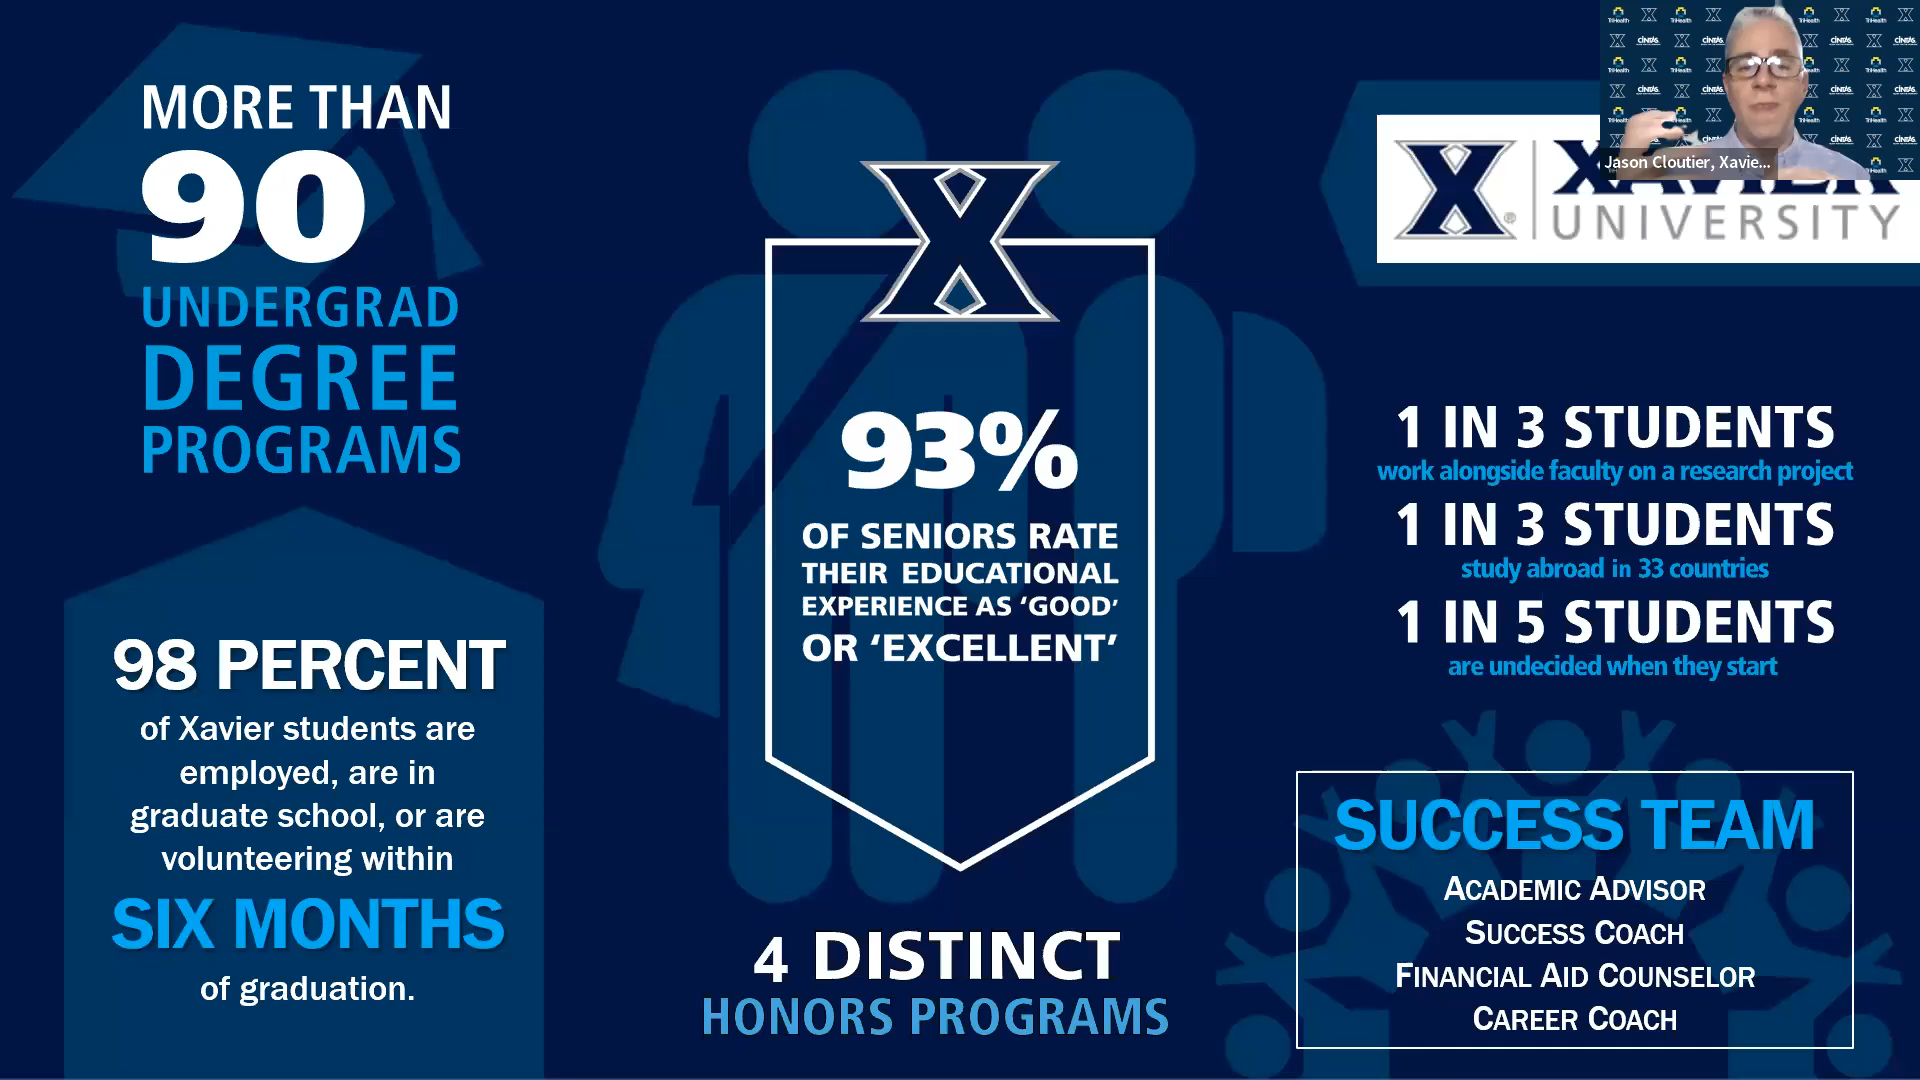 MORE THAN
90
UNDERGRAD
DEGREE
PROGRAMS
98 PERCENT
of Xavier students are
employed, are in
graduate school, or are
volunteering within
SIX MONTHS
of graduation.
X
93%
OF SENIORS RATE
THEIR EDUCATIONAL
EXPERIENCE AS ‘GOOD’
OR ‘EXCELLENT’
4 DISTINCT
HONORS PROGRAMS
Jason Cloutier, Xavie...
X® XAVIER
UNIVERSITY
1 IN 3 STUDENTS
work alongside faculty on a research project
1 IN 3 STUDENTS
study abroad in 33 countries
1 IN 5 STUDENTS
are undecided when they start
SUCCESS TEAM
ACADEMIC ADVISOR
SUCCESS COACH
FINANCIAL AID COUNSELOR
CAREER COACH
TriHealth
CINTAS